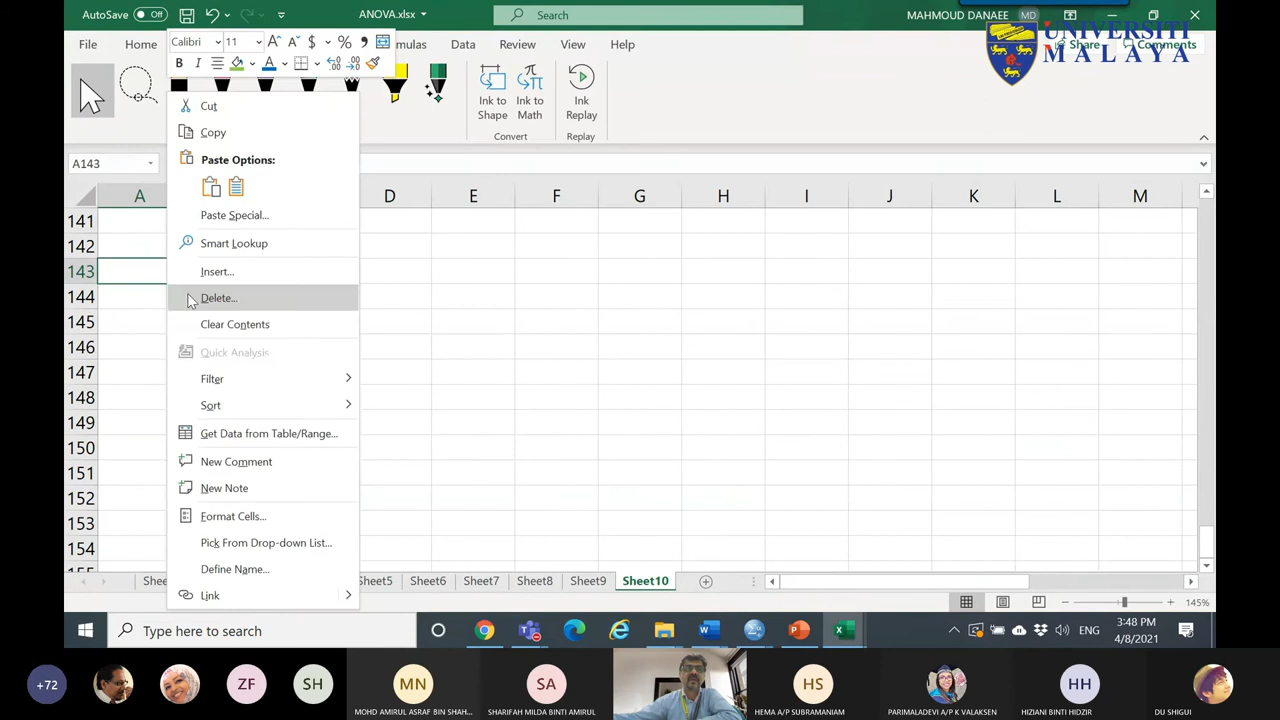 AutoSave Off
ANOVA.xlsx
Search
MAHMOUD DANAEE MD
UNIVERSITI
MALAYA
File Home
Data Review View Help
Share Comments
Calibri 11
$ % ,
B I
Ink to Shape
Ink to Math
Ink Replay
Convert Replay
A143
Cut
Copy
Paste Options:
Paste Special...
Smart Lookup
Insert...
Delete...
Clear Contents
Quick Analysis
Filter
Sort
Get Data from Table/Range...
New Comment
New Note
Format Cells...
Pick From Drop-down List...
Define Name...
Link
A D E F G H I J K L M
141
142
143
144
145
146
147
148
149
150
151
152
153
154
Sheet6 Sheet7 Sheet8 Sheet9 Sheet10
145%
Type here to search
ENG
3:48 PM
4/8/2021
+72 ZF SH MN SA HS HH
MOHD AMIRUL ASRAF BIN SHAH... SHARIFAH MILDA BINTI AMIRUL HEMA A/P SUBRAMANIAM PARIMALADEVI A/P K VALAKSEN HIZIANI BINTI HIDZIR DU SHIGUI